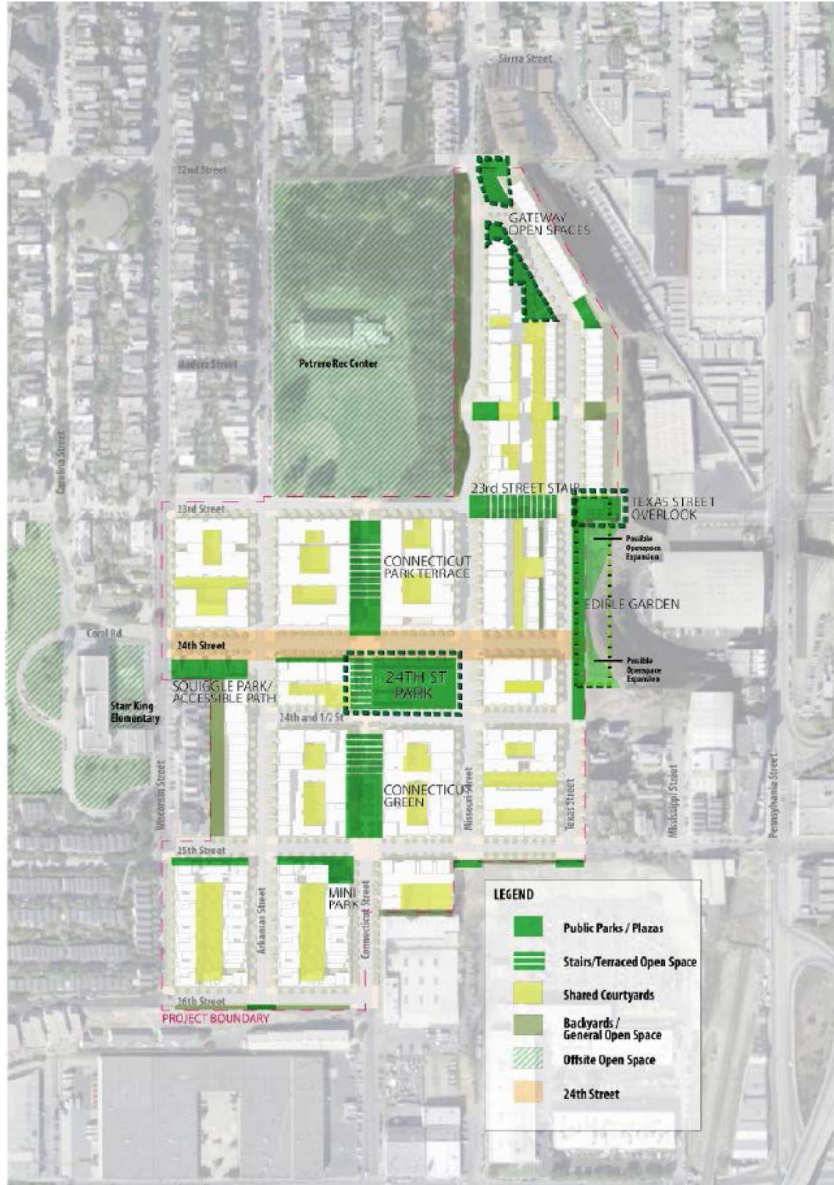 Sierra Street
22nd Street
GATEWAY
OPEN SPACES
Potrero Rec Center
Madera Street
Carolina Street
23rd STREET STAIR
TEXAS STREET
OVERLOOK
23rd Street
Possible
Openspace
Expansion
CONNECTICUT
PARK TERRACE
EDIBLE GARDEN
Coral Rd
24th Street
Possible
Openspace
Expansion
SQUIGGLE PARK/
ACCESSIBLE PATH
24TH ST
PARK
Starr King
Elementary
24th and 1/2 St
Wisconsin Street
CONNECTICUT
GREEN
Missouri Street
Texas Street
Mississippi Street
Pennsylvania Street
25th Street
MINI
PARK
Arkansas Street
Connecticut Street
26th Street
PROJECT BOUNDARY
LEGEND
Public Parks / Plazas
Stairs/Terraced Open Space
Shared Courtyards
Backyards /
General Open Space
Offsite Open Space
24th Street